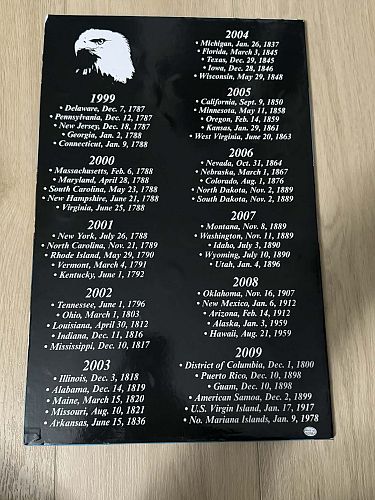 1999
• Delaware, Dec. 7, 1787
• Pennsylvania, Dec. 12, 1787
• New Jersey, Dec. 18, 1787
• Georgia, Jan. 2, 1788
• Connecticut, Jan. 9, 1788
2000
• Massachusetts, Feb. 6, 1788
• Maryland, April 28, 1788
• South Carolina, May 23, 1788
• New Hampshire, June 21, 1788
• Virginia, June 25, 1788
2001
• New York, July 26, 1788
• North Carolina, Nov. 21, 1789
• Rhode Island, May 29, 1790
• Vermont, March 4, 1791
• Kentucky, June 1, 1792
2002
• Tennessee, June 1, 1796
• Ohio, March 1, 1803
• Louisiana, April 30, 1812
• Indiana, Dec. 11, 1816
• Mississippi, Dec. 10, 1817
2003
• Illinois, Dec. 3, 1818
• Alabama, Dec. 14, 1819
• Maine, March 15, 1820
• Missouri, Aug. 10, 1821
• Arkansas, June 15, 1836
2004
• Michigan, Jan. 26, 1837
• Florida, March 3, 1845
• Texas, Dec. 29, 1845
• Iowa, Dec. 28, 1846
• Wisconsin, May 29, 1848
2005
• California, Sept. 9, 1850
• Minnesota, May 11, 1858
• Oregon, Feb. 14, 1859
• Kansas, Jan. 29, 1861
• West Virginia, June 20, 1863
2006
• Nevada, Oct. 31, 1864
• Nebraska, March 1, 1867
• Colorado, Aug. 1, 1876
• North Dakota, Nov. 2, 1889
• South Dakota, Nov. 2, 1889
2007
• Montana, Nov. 8, 1889
• Washington, Nov. 11, 1889
• Idaho, July 3, 1890
• Wyoming, July 10, 1890
• Utah, Jan. 4, 1896
2008
• Oklahoma, Nov. 16, 1907
• New Mexico, Jan. 6, 1912
• Arizona, Feb. 14, 1912
• Alaska, Jan. 3, 1959
• Hawaii, Aug. 21, 1959
2009
• District of Columbia, Dec. 1, 1800
• Puerto Rico, Dec. 10, 1898
• Guam, Dec. 10, 1898
• American Samoa, Dec. 2, 1899
• U.S. Virgin Island, Jan. 17, 1917
• No. Mariana Islands, Jan. 9, 1978